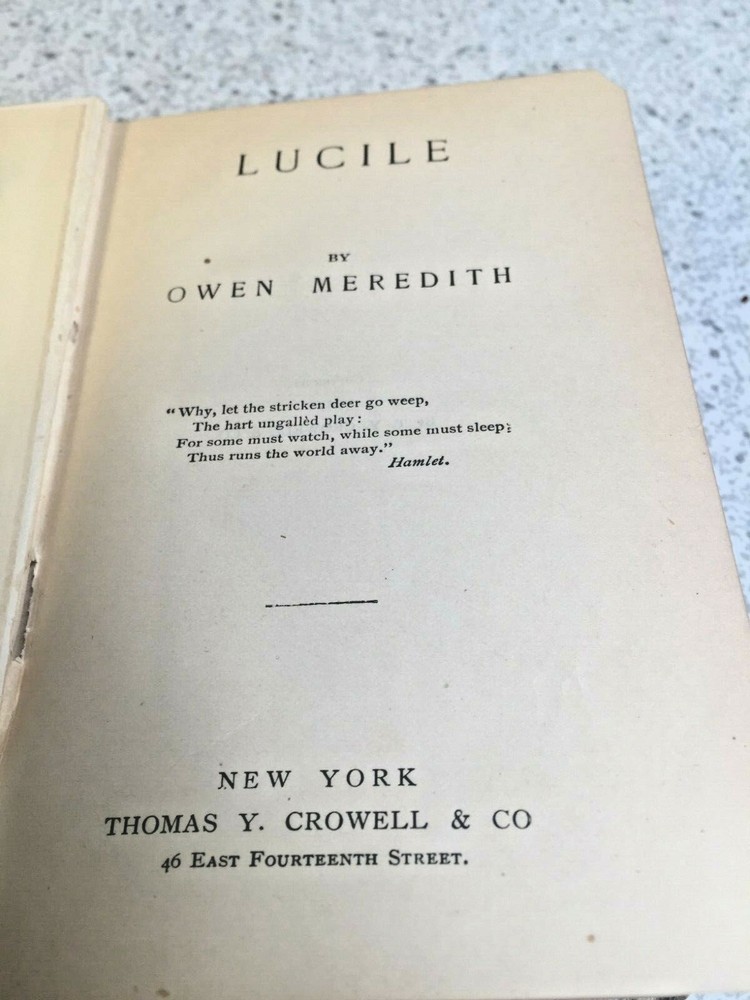 LUCILE
BY
OWEN MEREDITH
“Why, let the stricken deer go weep,
The hart ungallèd play:
For some must watch, while some must sleep;
Thus runs the world away.”
Hamlet.
NEW YORK
THOMAS Y. CROWELL & CO
46 EAST FOURTEENTH STREET.